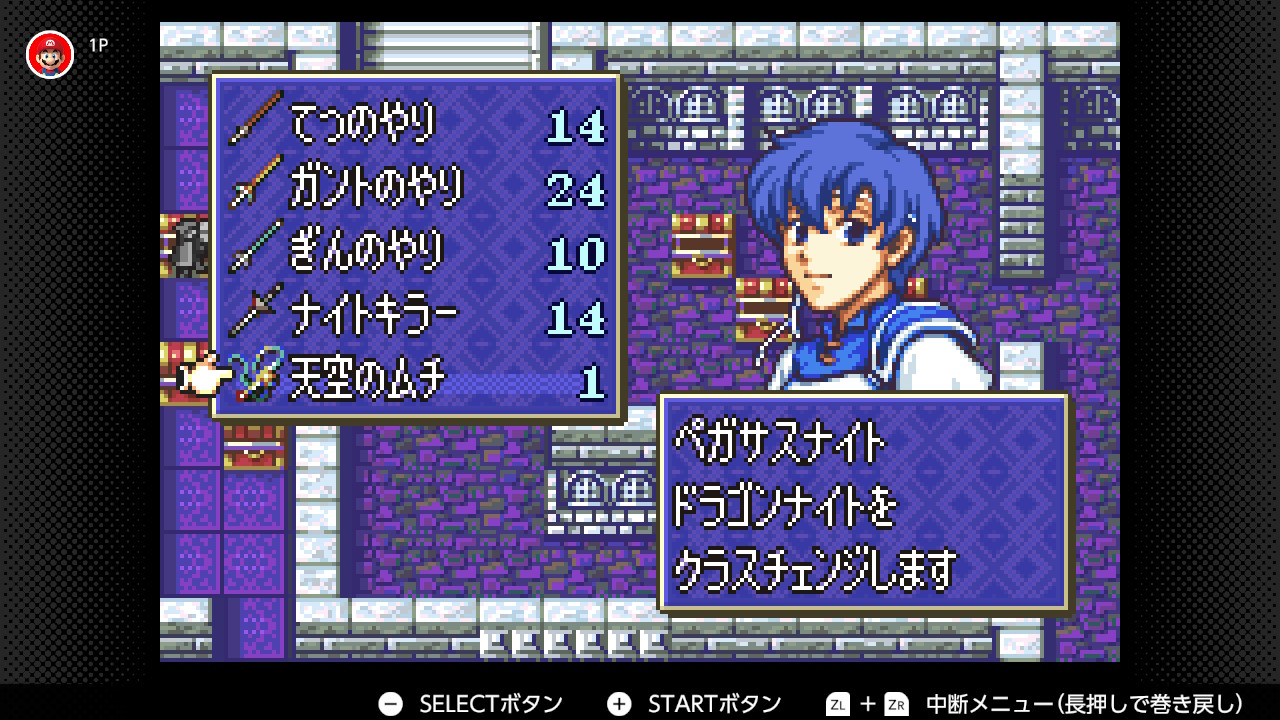 1P
てつのやり 14
ガントのやり 24
ぎんのやり 10
ナイトキラー 14
天空のムチ 1
ペガサスナイト
ドラゴンナイトを
クラスチェンジします
SELECTボタン STARTボタン ZL + ZR 中断メニュー(長押しで巻き戻し)